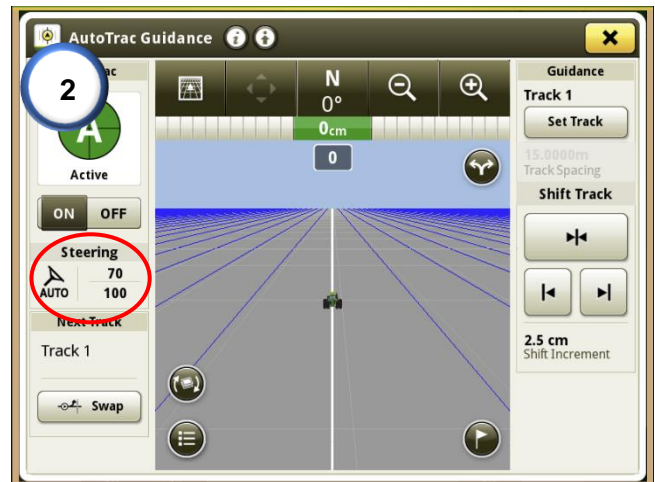 AutoTrac Guidance
2
ac
A
Active
ON OFF
Steering
AUTO
70
100
Next Track
Track 1
Swap
N
0°
0cm
0
Guidance
Track 1
Set Track
15.0000m
Track Spacing
Shift Track
2.5 cm
Shift Increment